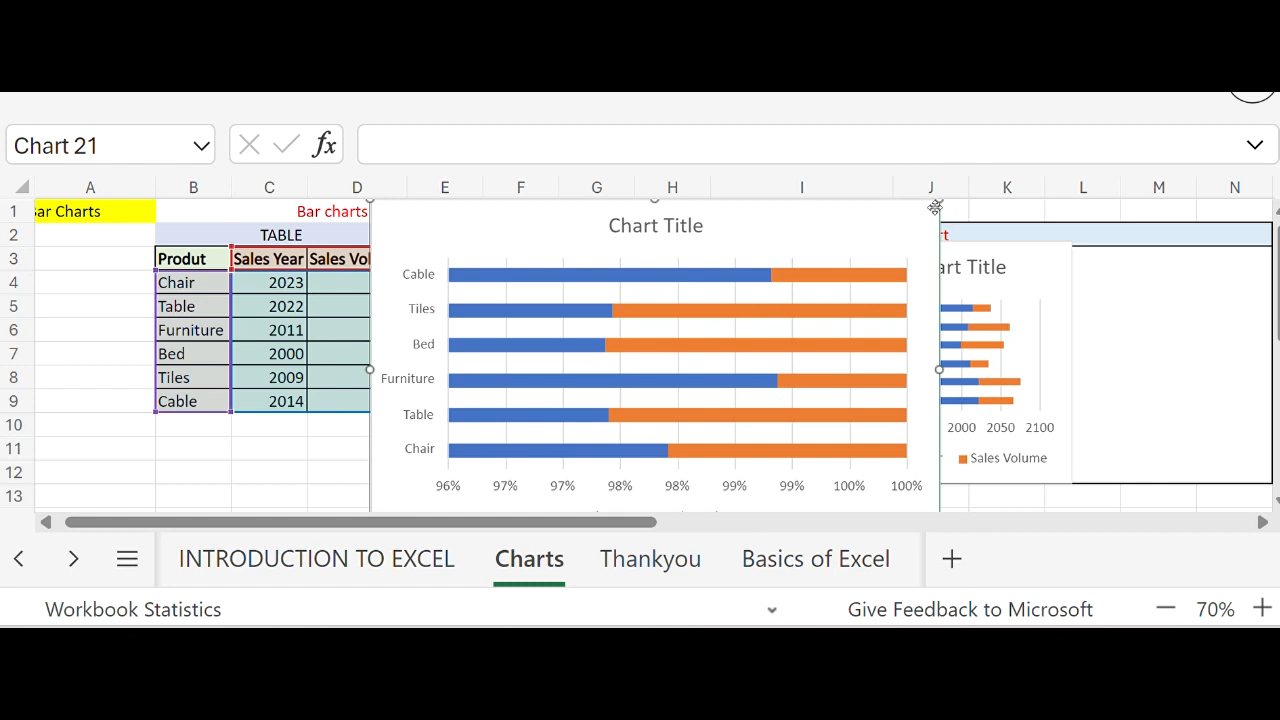 Chart 21
fx
A B C D E F G H I J K L M N
1 ar Charts Bar charts
2 TABLE
3 Produt Sales Year Sales Vol
4 Chair 2023
5 Table 2022
6 Furniture 2011
7 Bed 2000
8 Tiles 2009
9 Cable 2014
10
11
12
13
Chart Title
Cable
Tiles
Bed
Furniture
Table
Chair
96% 97% 97% 98% 98% 99% 99% 100% 100%
rt
art Title
2000 2050 2100
Sales Volume
INTRODUCTION TO EXCEL Charts Thankyou Basics of Excel
Workbook Statistics Give Feedback to Microsoft 70%